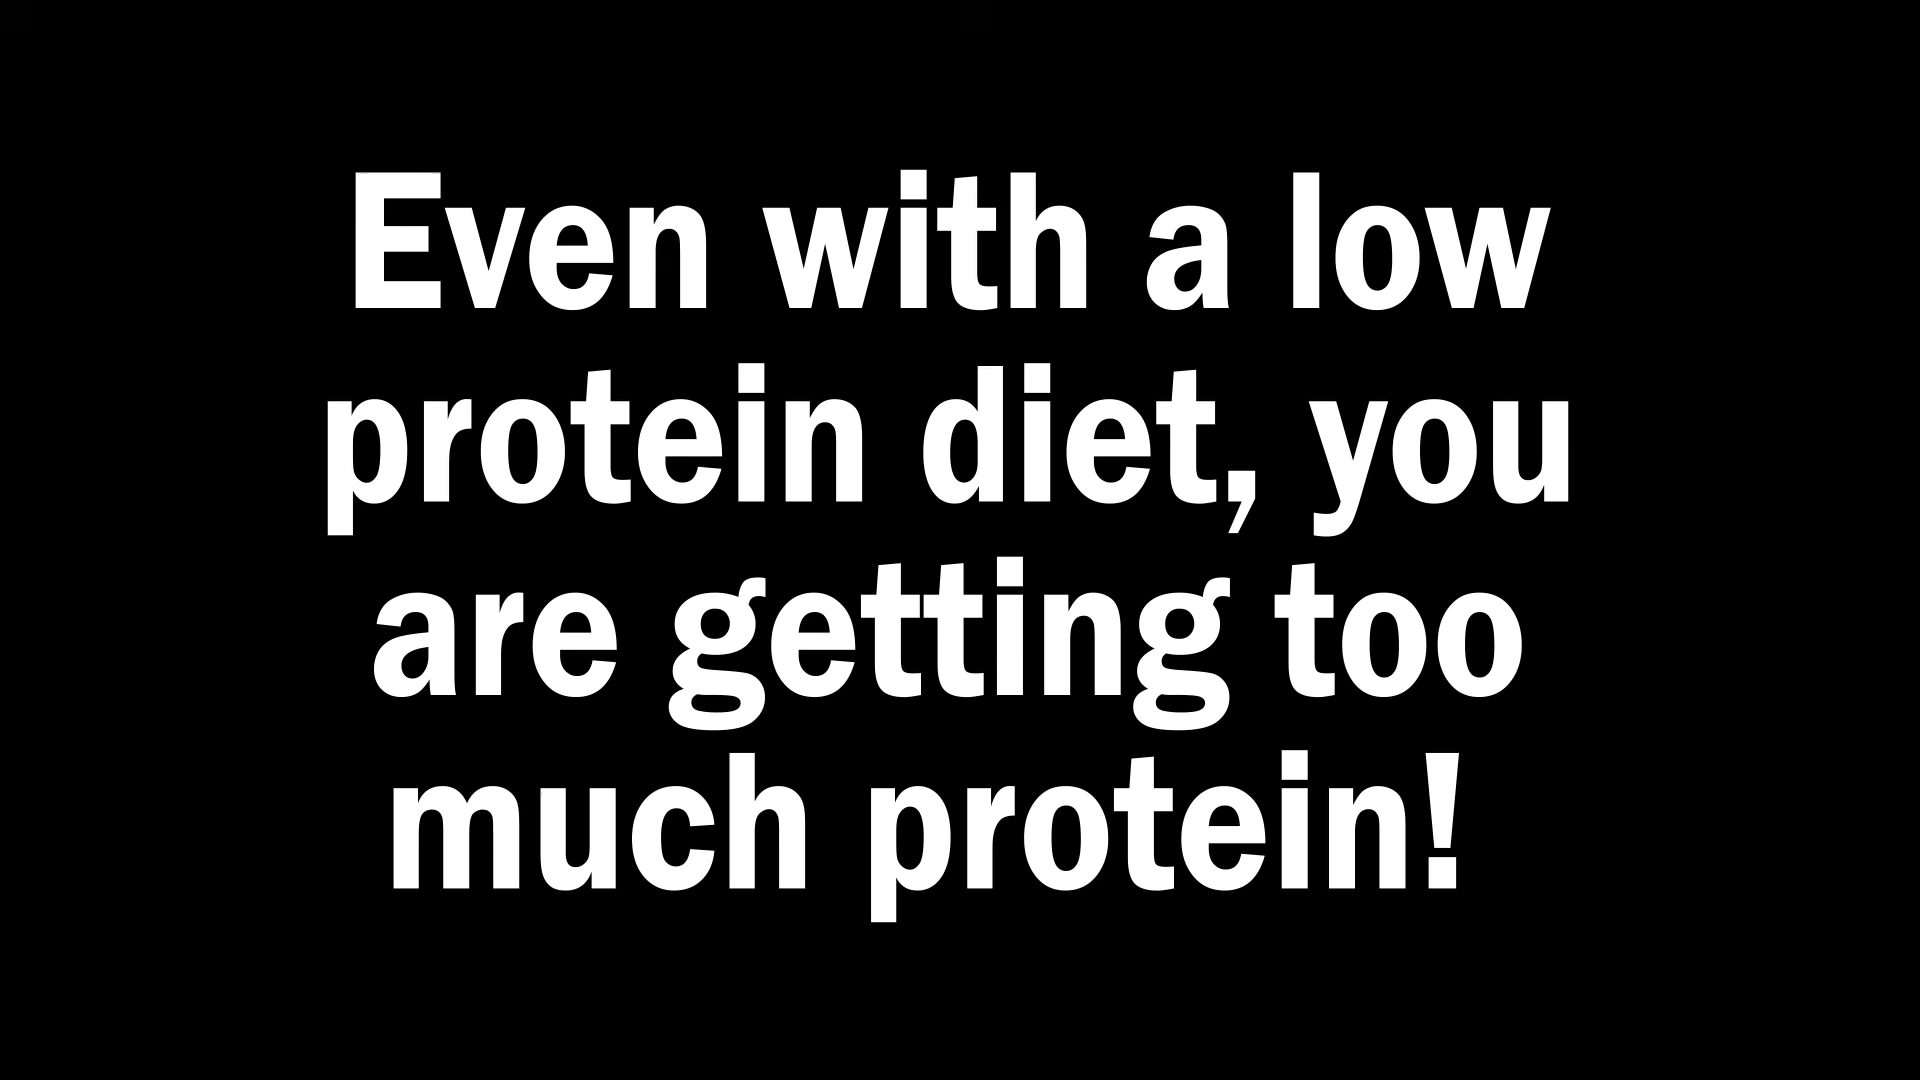 Even with a low
protein diet, you
are getting too
much protein!